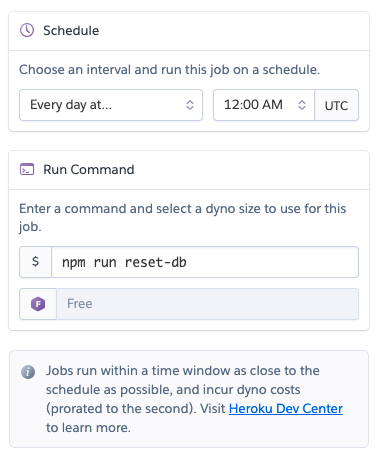 Schedule
Choose an interval and run this job on a schedule.
Every day at...
12:00 AM
UTC
Run Command
Enter a command and select a dyno size to use for this
job.
$
npm run reset-db
F
Free
i
Jobs run within a time window as close to the
schedule as possible, and incur dyno costs
(prorated to the second). Visit Heroku Dev Center
to learn more.